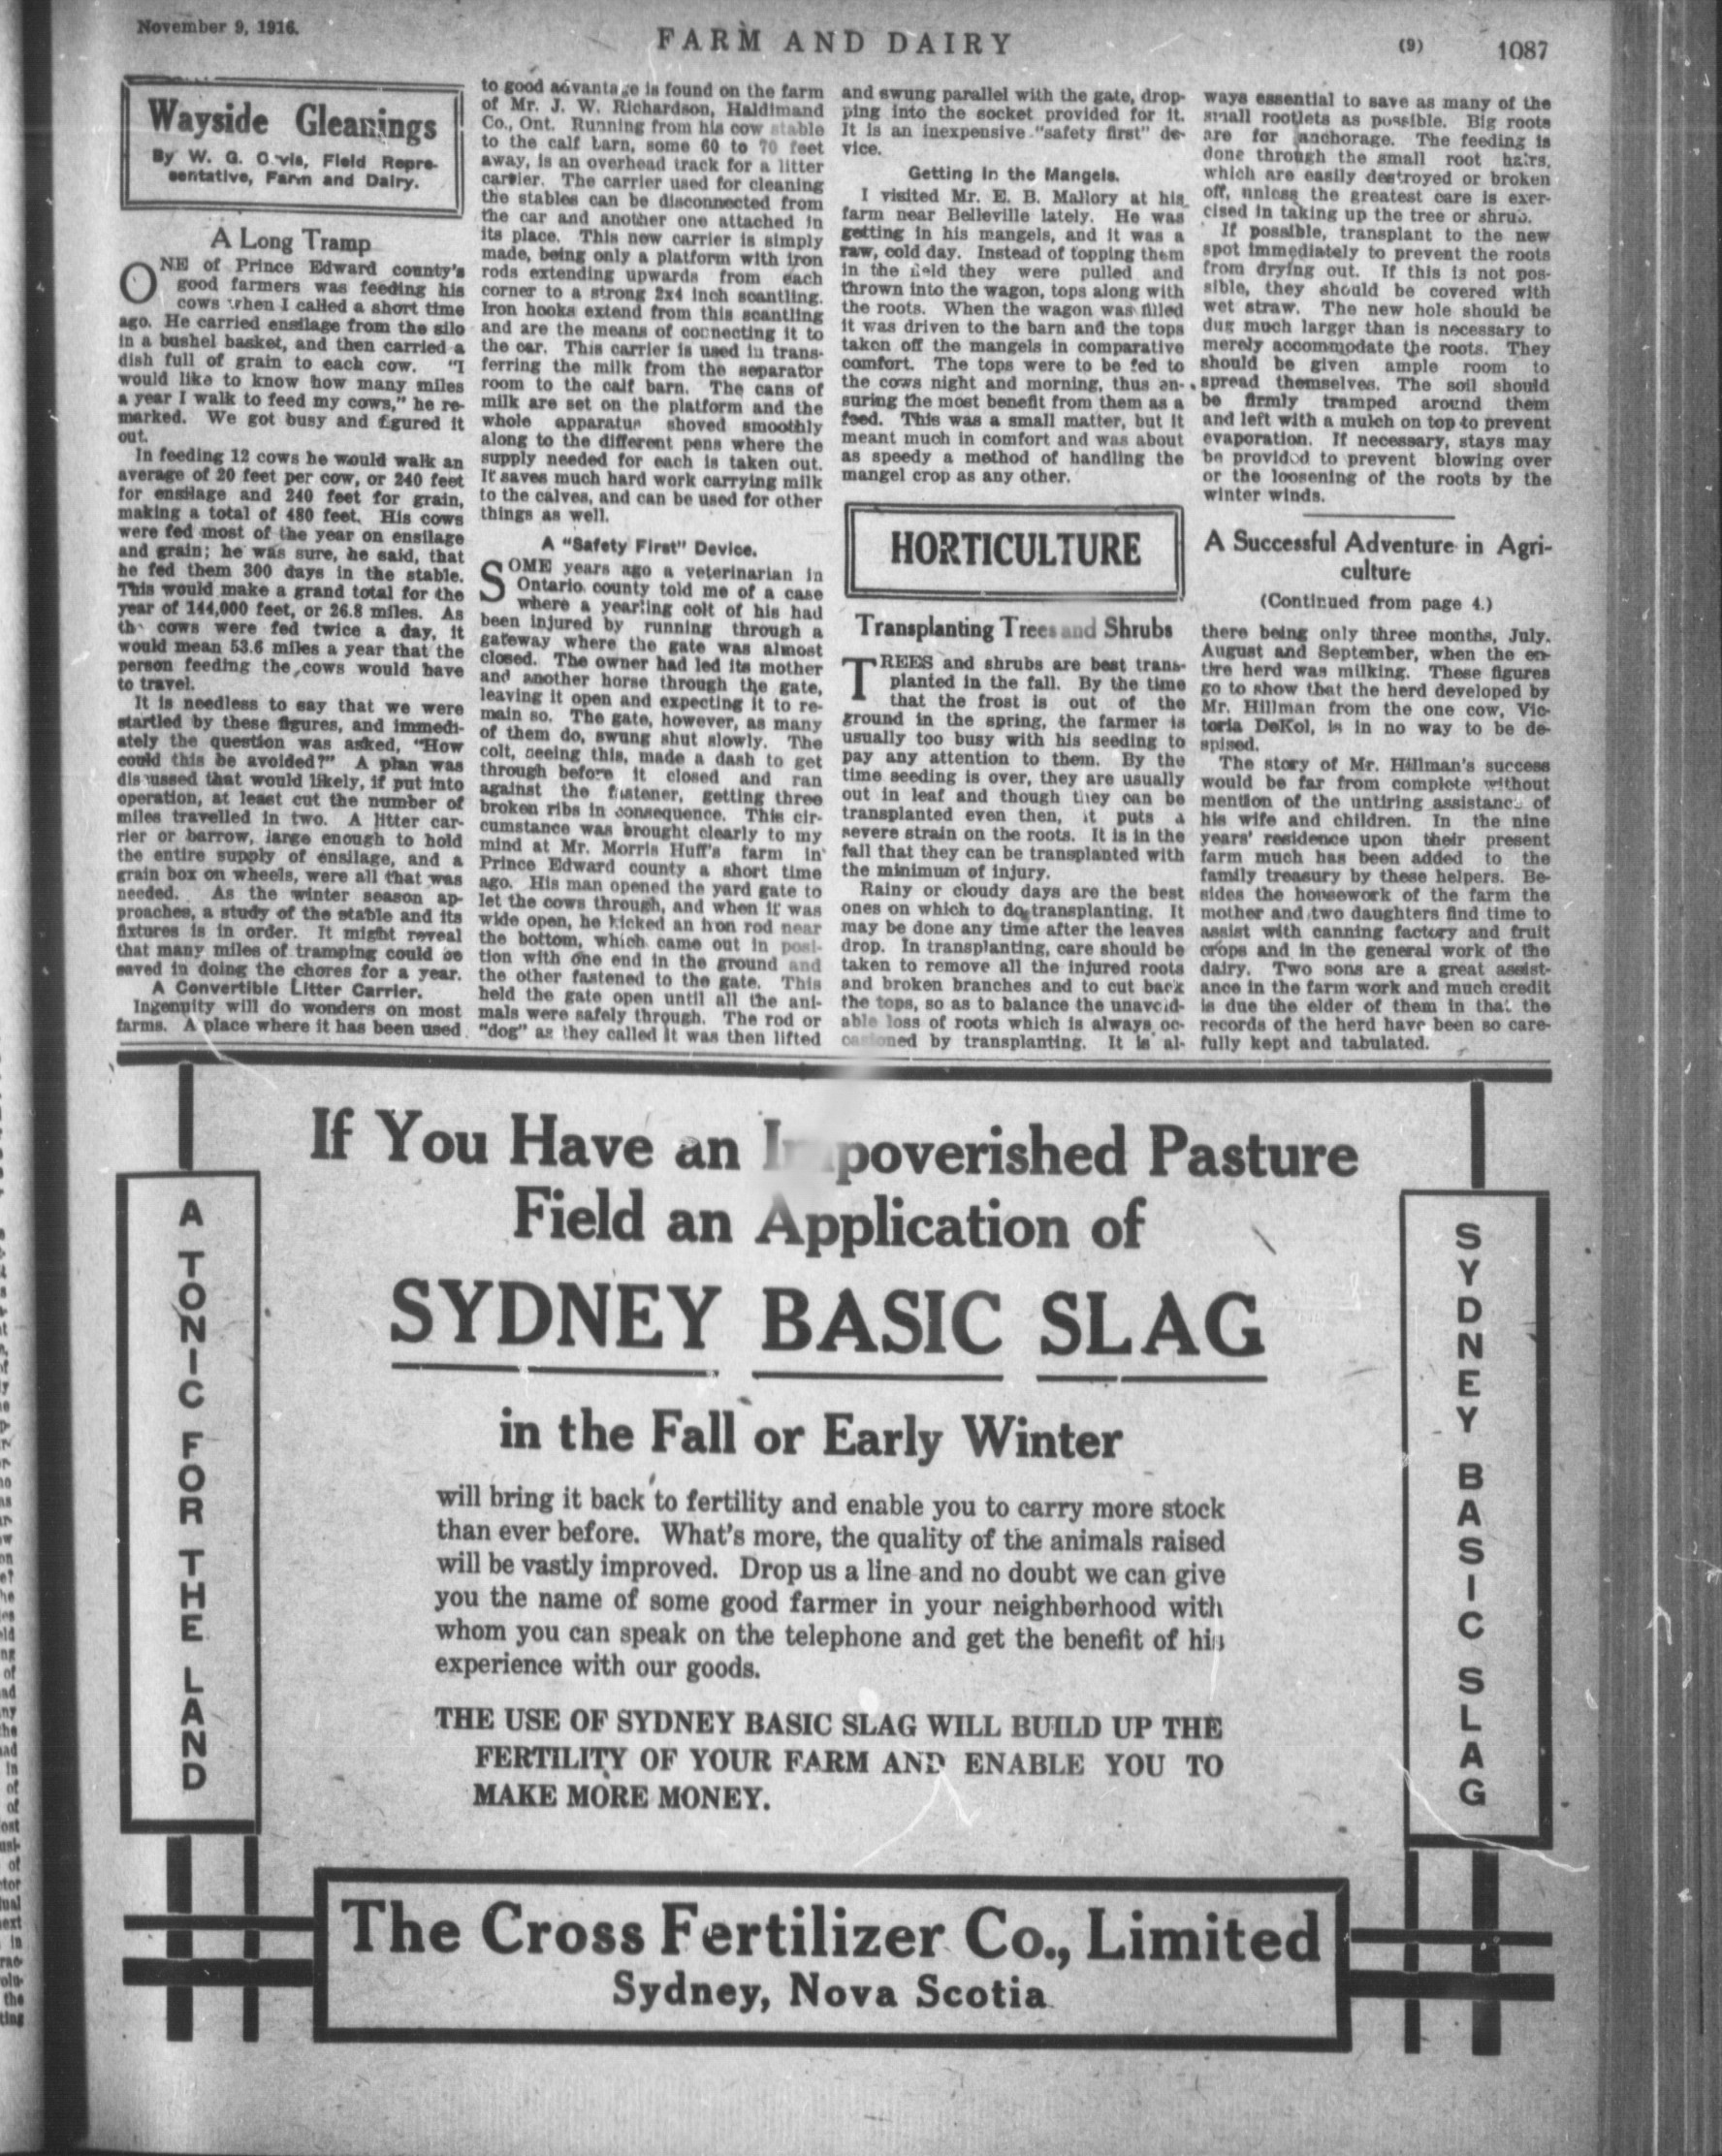 November 9, 1916.
FARM AND DAIRY
(9)
1087
Wayside Gleanings
By W. G. Orvis, Field Repre-
sentative, Farm and Dairy.
A Long Tramp
ONE of Prince Edward county's
good farmers was feeding his
cows when I called a short time
ago. He carried ensilage from the silo
in a bushel basket, and then carried a
dish full of grain to each cow. "I
would like to know how many miles
a year I walk to feed my cows," he re-
marked. We got busy and figured it
out.
In feeding 12 cows he would walk an
average of 20 feet per cow, or 240 feet
for ensilage and 240 feet for grain,
making a total of 480 feet. His cows
were fed most of the year on ensilage
and grain; he was sure, he said, that
he fed them 300 days in the stable.
This would make a grand total for the
year of 144,000 feet, or 26.8 miles. As
the cows were fed twice a day, it
would mean 53.6 miles a year that the
person feeding the cows would have
to travel.
It is needless to say that we were
startled by these figures, and immedi-
ately the question was asked, "How
could this be avoided?" A plan was
discussed that would likely, if put into
operation, at least cut the number of
miles travelled in two. A litter car-
rier or barrow, large enough to hold
the entire supply of ensilage, and a
grain box on wheels, were all that was
needed. As the winter season ap-
proaches, a study of the stable and its
fixtures is in order. It might reveal
that many miles of tramping could be
saved in doing the chores for a year.
A Convertible Litter Carrier.
Ingenuity will do wonders on most
farms. A place where it has been used
to good advantage is found on the farm
of Mr. J. W. Richardson, Haldimand
Co., Ont. Running from his cow stable
to the calf barn, some 60 to 70 feet
away, is an overhead track for a litter
carrier. The carrier used for cleaning
the stables can be disconnected from
the car and another one attached in
its place. This new carrier is simply
made, being only a platform with iron
rods extending upwards from each
corner to a strong 2x4 inch scantling.
Iron hooks extend from this scantling
and are the means of connecting it to
the car. This carrier is used in trans-
ferring the milk from the separator
room to the calf barn. The cans of
milk are set on the platform and the
whole apparatus shoved smoothly
along to the different pens where the
supply needed for each is taken out.
It saves much hard work carrying milk
to the calves, and can be used for other
things as well.
A "Safety First" Device.
SOME years ago a veterinarian in
Ontario county told me of a case
where a yearling colt of his had
been injured by running through a
gateway where the gate was almost
closed. The owner had led its mother
and another horse through the gate,
leaving it open and expecting it to re-
main so. The gate, however, as many
of them do, swung shut slowly. The
colt, seeing this, made a dash to get
through before it closed and ran
against the fastener, getting three
broken ribs in consequence. This cir-
cumstance was brought clearly to my
mind at Mr. Morris Huff's farm in
Prince Edward county a short time
ago. His man opened the yard gate to
let the cows through, and when it was
wide open, he kicked an iron rod near
the bottom, which came out in posi-
tion with one end in the ground and
the other fastened to the gate. This
held the gate open until all the ani-
mals were safely through. The rod or
"dog" as they called it was then lifted
and swung parallel with the gate, drop-
ping into the socket provided for it.
It is an inexpensive "safety first" de-
vice.
Getting in the Mangels.
I visited Mr. E. B. Mallory at his
farm near Belleville lately. He was
getting in his mangels, and it was a
raw, cold day. Instead of topping them
in the field they were pulled and
thrown into the wagon, tops along with
the roots. When the wagon was filled
it was driven to the barn and the tops
taken off the mangels in comparative
comfort. The tops were to be fed to
the cows night and morning, thus en-
suring the most benefit from them as a
feed. This was a small matter, but it
meant much in comfort and was about
as speedy a method of handling the
mangel crop as any other.
HORTICULTURE
Transplanting Trees and Shrubs
TREES and shrubs are best trans-
planted in the fall. By the time
that the frost is out of the
ground in the spring, the farmer is
usually too busy with his seeding to
pay any attention to them. By the
time seeding is over, they are usually
out in leaf and though they can be
transplanted even then, it puts a
severe strain on the roots. It is in the
fall that they can be transplanted with
the minimum of injury.
Rainy or cloudy days are the best
ones on which to do transplanting. It
may be done any time after the leaves
drop. In transplanting, care should be
taken to remove all the injured roots
and broken branches and to cut back
the tops, so as to balance the unavoid-
able loss of roots which is always oc-
casioned by transplanting. It is al-
ways essential to save as many of the
small rootlets as possible. Big roots
are for anchorage. The feeding is
done through the small root hairs,
which are easily destroyed or broken
off, unless the greatest care is exer-
cised in taking up the tree or shrub.
If possible, transplant to the new
spot immediately to prevent the roots
from drying out. If this is not pos-
sible, they should be covered with
wet straw. The new hole should be
dug much larger than is necessary to
merely accommodate the roots. They
should be given ample room to
spread themselves. The soil should
be firmly tramped around them
and left with a mulch on top to prevent
evaporation. If necessary, stays may
be provided to prevent blowing over
or the loosening of the roots by the
winter winds.
A Successful Adventure in Agri-
culture
(Continued from page 4.)
there being only three months, July,
August and September, when the en-
tire herd was milking. These figures
go to show that the herd developed by
Mr. Hillman from the one cow, Vic-
toria DeKol, is in no way to be de-
spised.
The story of Mr. Hillman's success
would be far from complete without
mention of the untiring assistance of
his wife and children. In the nine
years' residence upon their present
farm much has been added to the
family treasury by these helpers. Be-
sides the housework of the farm the
mother and two daughters find time to
assist with canning factory and fruit
crops and in the general work of the
dairy. Two sons are a great assist-
ance in the farm work and much credit
is due the elder of them in that the
records of the herd have been so care-
fully kept and tabulated.
If You Have an Impoverished Pasture
Field an Application of
SYDNEY BASIC SLAG
in the Fall or Early Winter
will bring it back to fertility and enable you to carry more stock
than ever before. What's more, the quality of the animals raised
will be vastly improved. Drop us a line and no doubt we can give
you the name of some good farmer in your neighborhood with
whom you can speak on the telephone and get the benefit of his
experience with our goods.
THE USE OF SYDNEY BASIC SLAG WILL BUILD UP THE
FERTILITY OF YOUR FARM AND ENABLE YOU TO
MAKE MORE MONEY.
A TONIC FOR THE LAND
SYDNEY BASIC SLAG
The Cross Fertilizer Co., Limited
Sydney, Nova Scotia